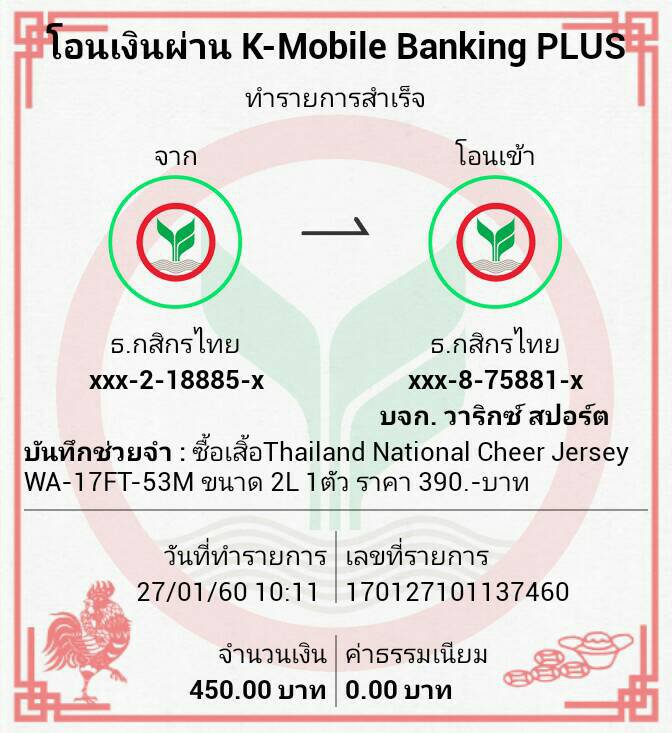 โอนเงินผ่าน K-Mobile Banking PLUS
ทำรายการสำเร็จ
จาก
โอนเข้า
ธ.กสิกรไทย
xxx-2-18885-x
ธ.กสิกรไทย
xxx-8-75881-x
บจก. วาริกซ์ สปอร์ต
บันทึกช่วยจำ : ซื้อเสิ้อThailand National Cheer Jersey
WA-17FT-53M ขนาด 2L 1ตัว ราคา 390.-บาท
วันที่ทำรายการ
27/01/60 10:11
เลขที่รายการ
170127101137460
จำนวนเงิน
450.00 บาท
ค่าธรรมเนียม
0.00 บาท